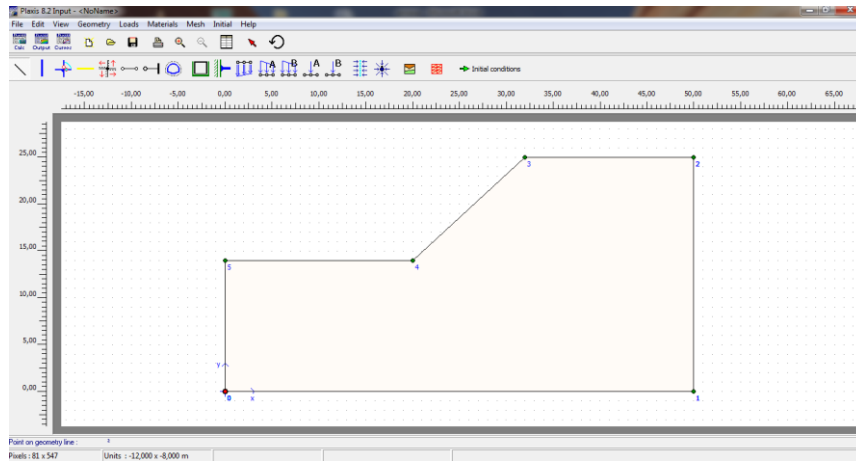 Plaxis 8.2 Input - <NoName>
File Edit View Geometry Loads Materials Mesh Initial Help
Calc Output Curves
A B A B Initial conditions
-15,00 -10,00 -5,00 0,00 5,00 10,00 15,00 20,00 25,00 30,00 35,00 40,00 45,00 50,00 55,00 60,00 65,00
25,00
3 2
20,00
15,00
5 4
10,00
5,00
y
0,00
0 x 1
Point on geometry line :
Pixels : 81 x 547 Units : -12,000 x -8,000 m